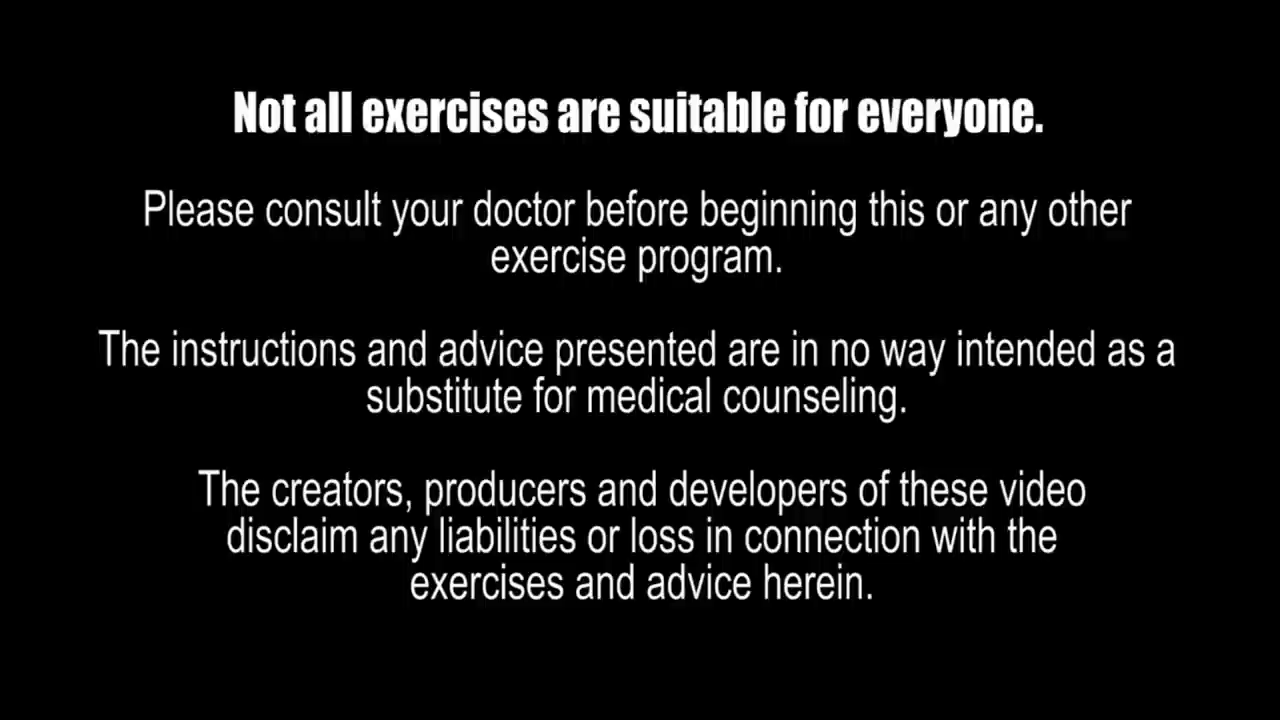 Not all exercises are suitable for everyone.
Please consult your doctor before beginning this or any other
exercise program.
The instructions and advice presented are in no way intended as a
substitute for medical counseling.
The creators, producers and developers of these video
disclaim any liabilities or loss in connection with the
exercises and advice herein.